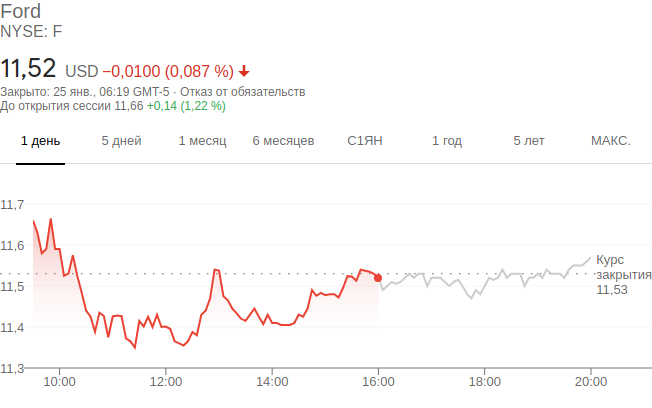 Ford
NYSE: F
11,52 USD −0,0100 (0,087 %)
Закрыто: 25 янв., 06:19 GMT-5 · Отказ от обязательств
До открытия сессии 11,66 +0,14 (1,22 %)
1 день 5 дней 1 месяц 6 месяцев С1ЯН 1 год 5 лет МАКС.
11,7
11,6
11,5
11,4
11,3
Курс
закрытия
11,53
10:00 12:00 14:00 16:00 18:00 20:00